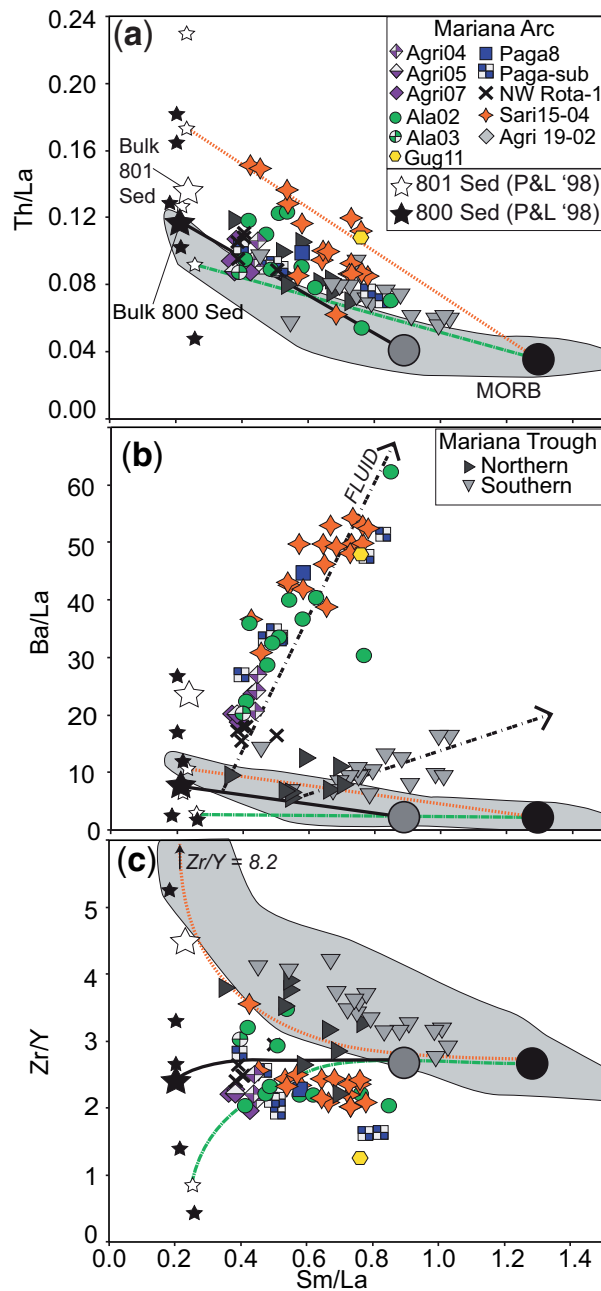 (a)
Mariana Arc
Agri04
Agri05
Agri07
Ala02
Ala03
Gug11
Paga8
Paga-sub
NW Rota-1
Sari15-04
Agri 19-02
801 Sed (P&L ‘98)
800 Sed (P&L ‘98)
Th/La
0.24
0.20
0.16
0.12
0.08
0.04
0.00
Bulk
801
Sed
Bulk 800 Sed
MORB
(b)
Mariana Trough
Northern
Southern
FLUID
Ba/La
60
50
40
30
20
10
0
(c)
Zr/Y = 8.2
Zr/Y
5
4
3
2
1
0
0.0
0.2
0.4
0.6
0.8
1.0
1.2
1.4
Sm/La